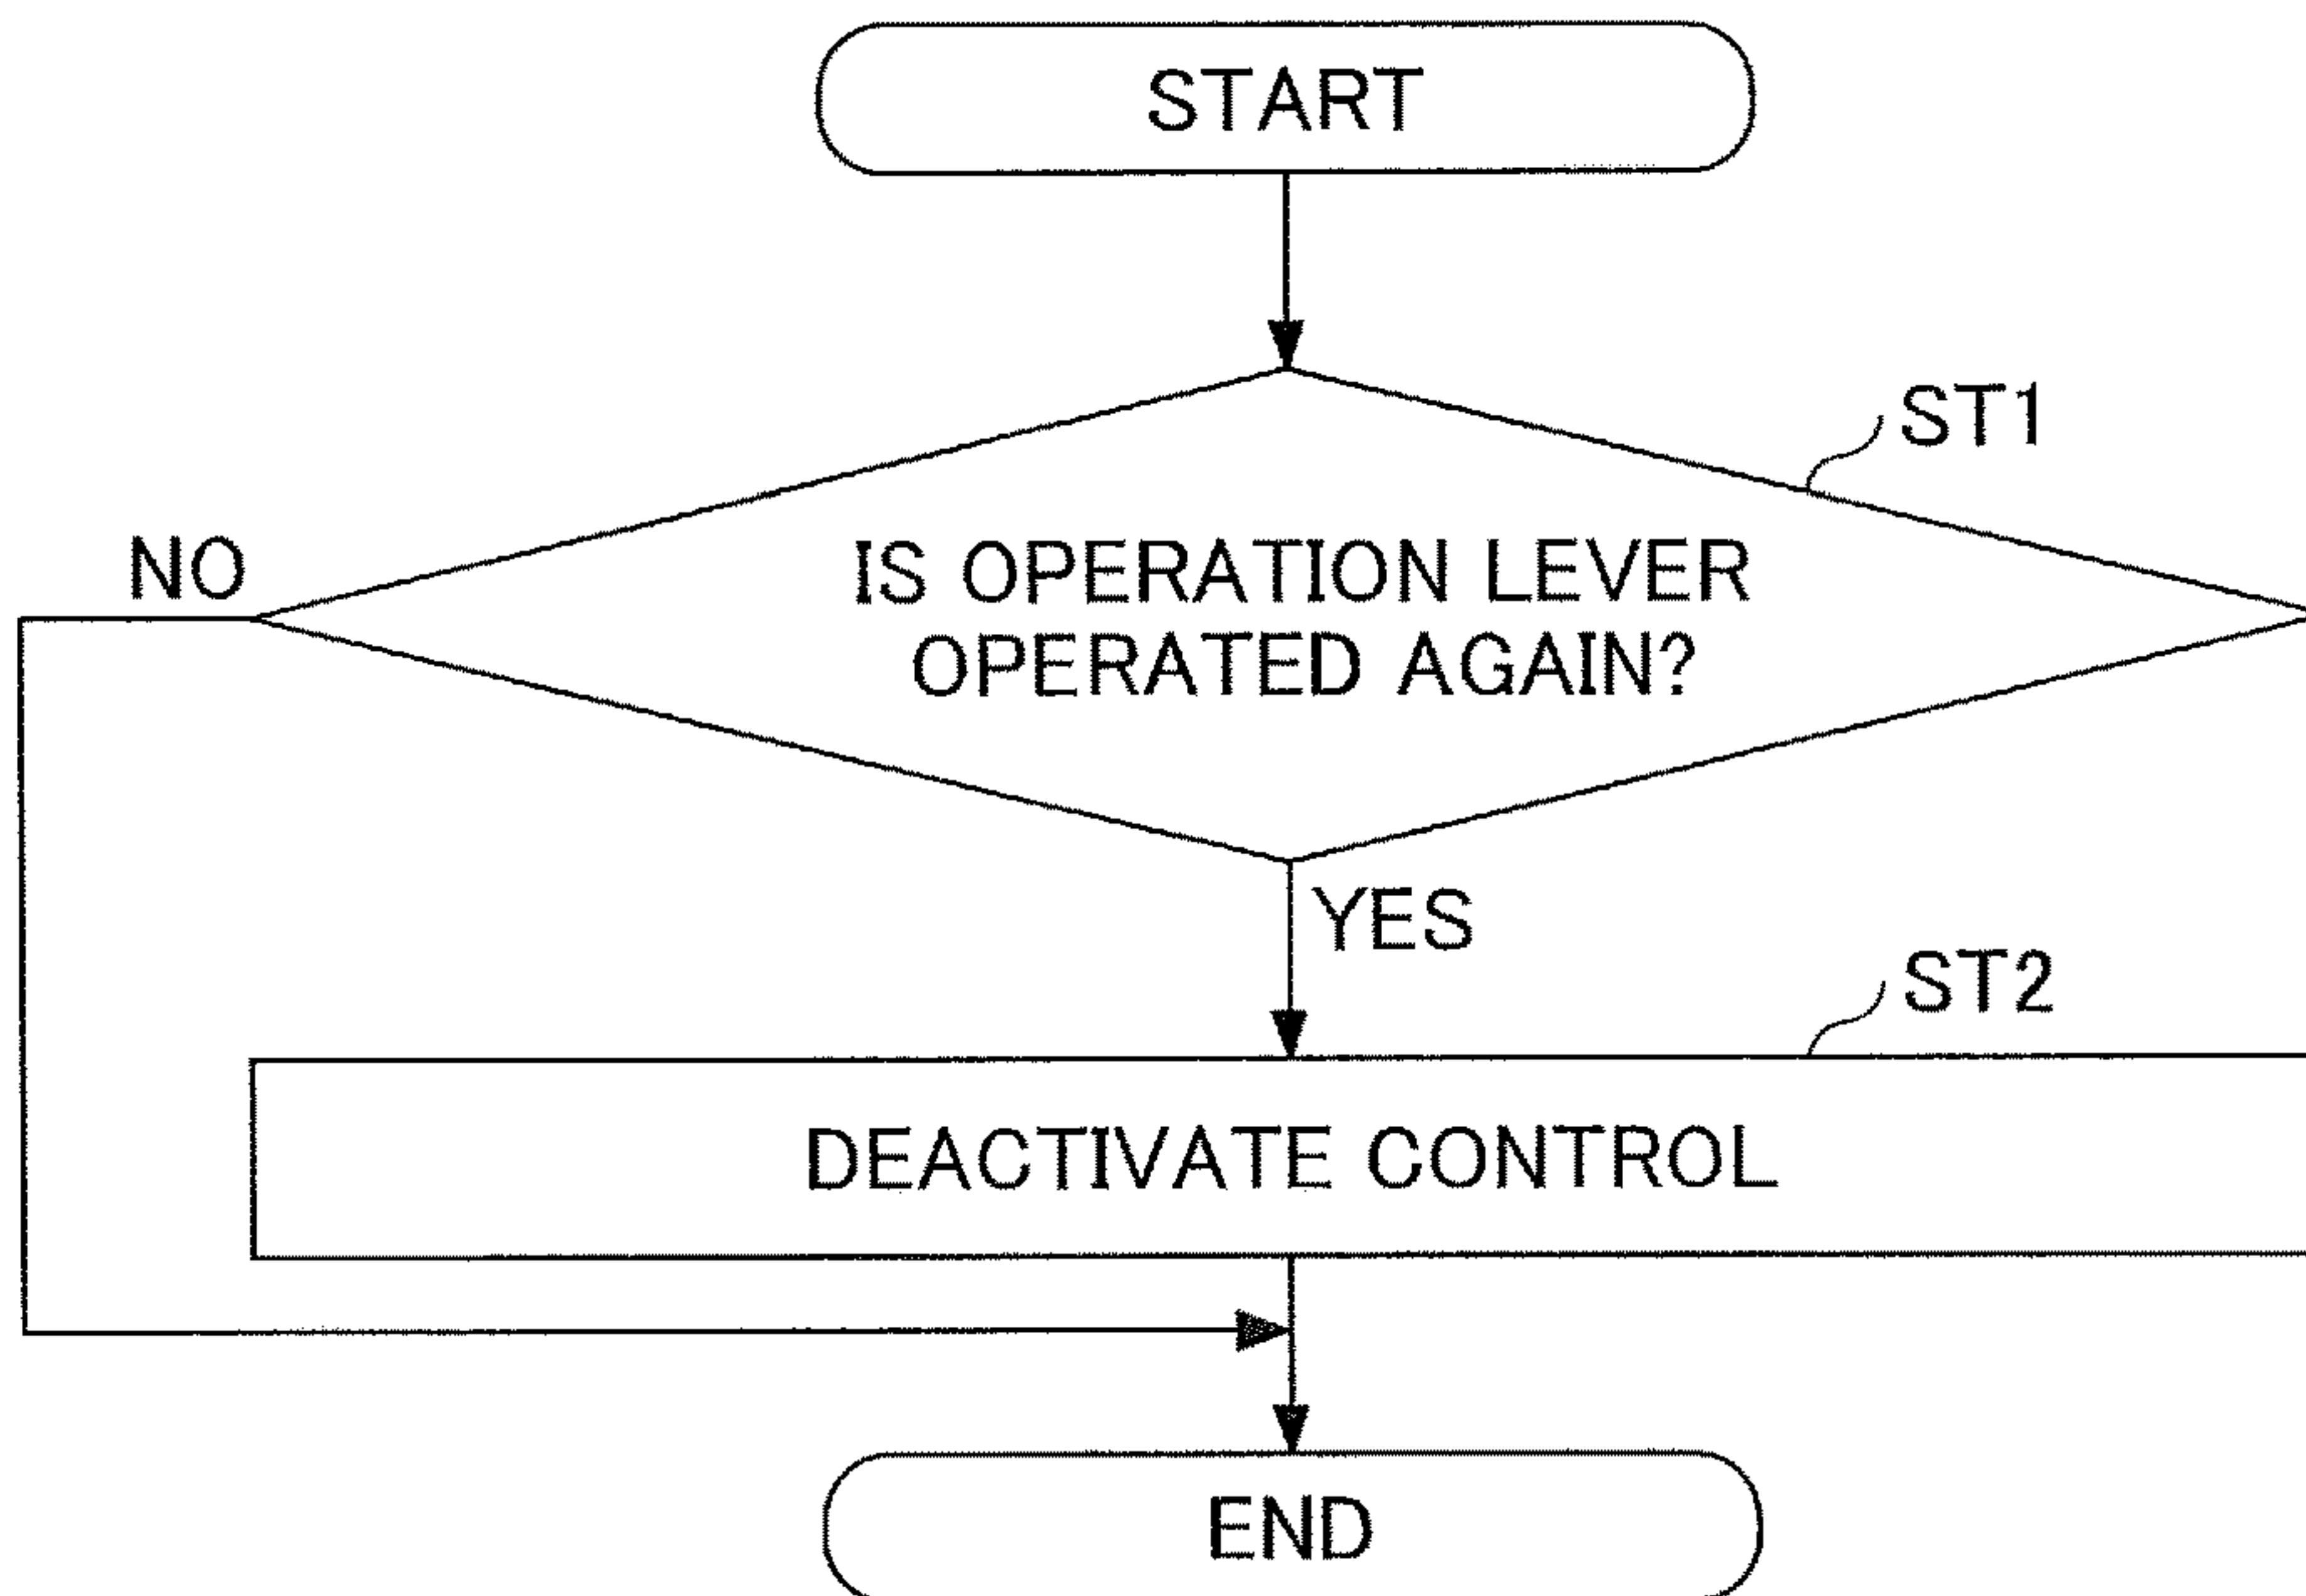 START
ST1
NO
IS OPERATION LEVER
OPERATED AGAIN?
YES
ST2
DEACTIVATE CONTROL
END